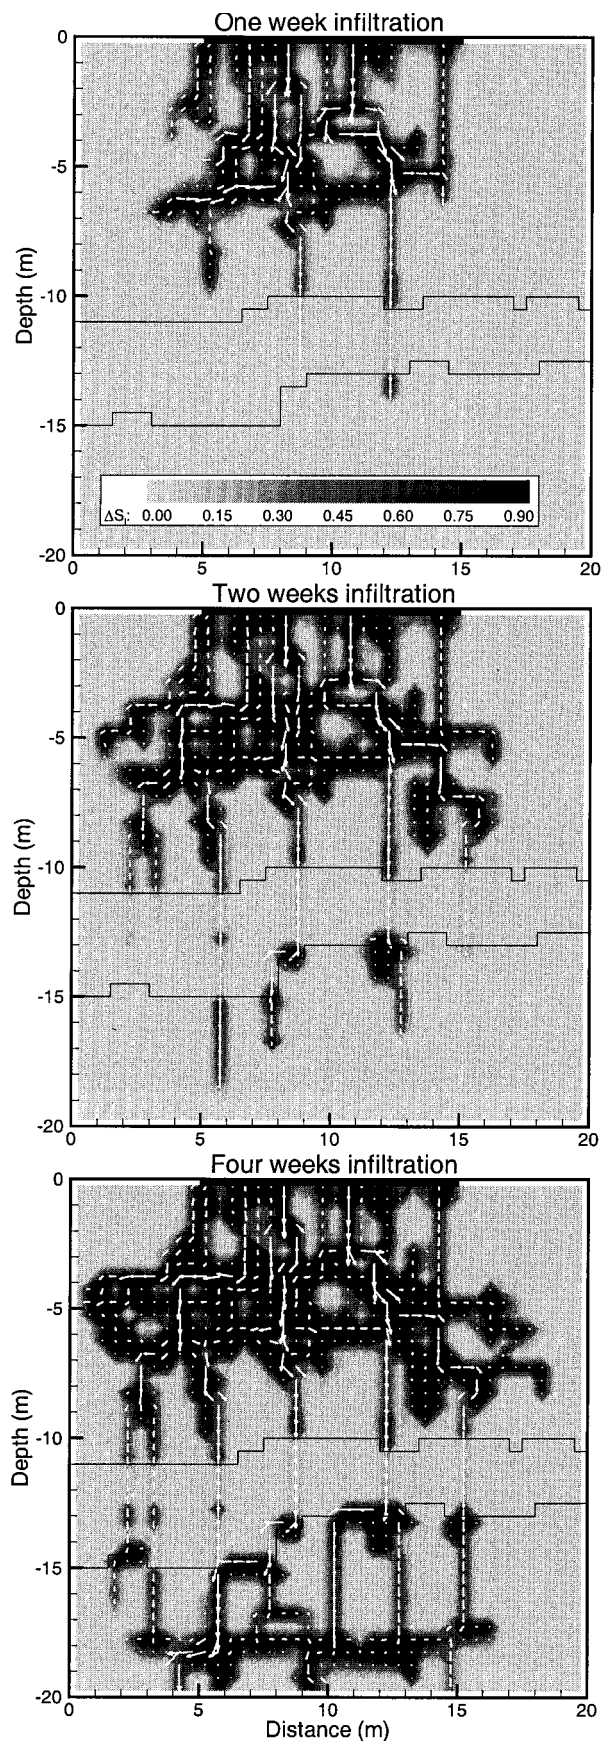 One week infiltration
0
-5
-10
-15
-20
Depth (m)
ΔSl: 0.00 0.15 0.30 0.45 0.60 0.75 0.90
0 5 10 15 20
Two weeks infiltration
0
-5
-10
-15
-20
Depth (m)
0 5 10 15 20
Four weeks infiltration
0
-5
-10
-15
-20
Depth (m)
0 5 10 15 20
Distance (m)